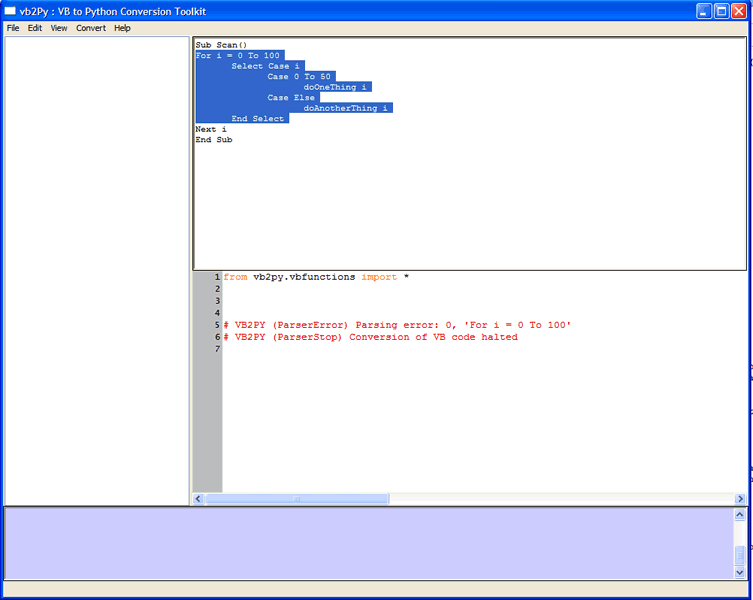 vb2Py : VB to Python Conversion Toolkit
File Edit View Convert Help
Sub Scan()
For i = 0 To 100
Select Case i
Case 0 To 50
doOneThing i
Case Else
doAnotherThing i
End Select
Next i
End Sub
1 from vb2py.vbfunctions import *
2
3
4
5 # VB2PY (ParserError) Parsing error: 0, 'For i = 0 To 100'
6 # VB2PY (ParserStop) Conversion of VB code halted
7